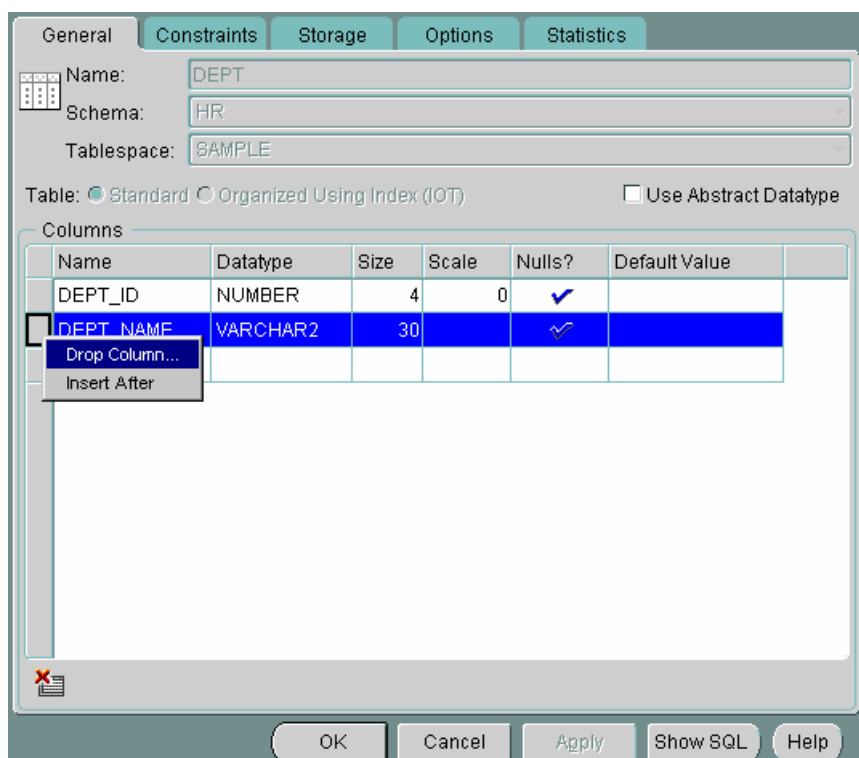 General Constraints Storage Options Statistics
Name: DEPT
Schema: HR
Tablespace: SAMPLE
Table: Standard Organized Using Index (IOT) Use Abstract Datatype
Columns
Name Datatype Size Scale Nulls? Default Value
DEPT_ID NUMBER 4 0
DEPT_NAME VARCHAR2 30
Drop Column...
Insert After
OK Cancel Apply Show SQL Help